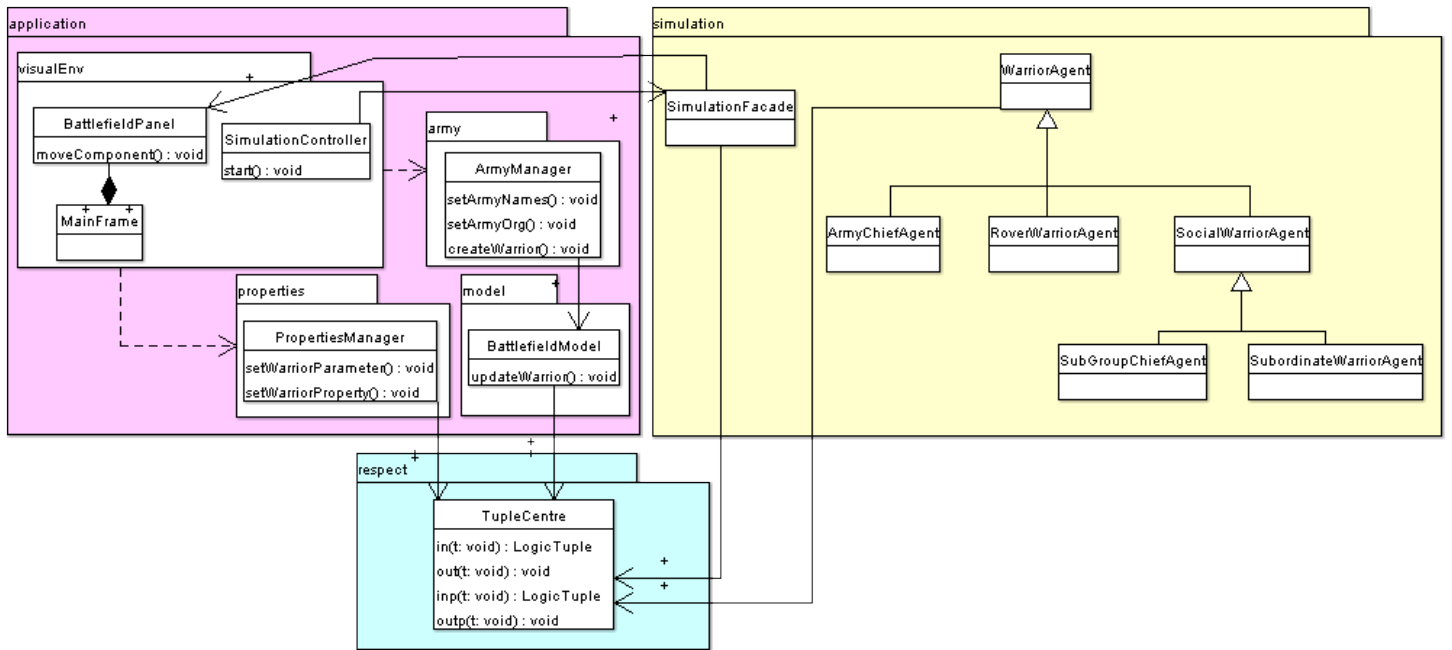 application
visualEnv
+
BattlefieldPanel
moveComponent() : void
SimulationController
start() : void
+ +
MainFrame
army
+
ArmyManager
setArmyNames() : void
setArmyOrg() : void
createWarrior() : void
properties
PropertiesManager
setWarriorParameter() : void
setWarriorProperty() : void
model
+
BattlefieldModel
updateWarrior() : void
simulation
SimulationFacade
WarriorAgent
ArmyChiefAgent
RoverWarriorAgent
SocialWarriorAgent
SubGroupChiefAgent
SubordinateWarriorAgent
respect
+
+
+
TupleCentre
in(t: void) : LogicTuple
out(t: void) : void
inp(t: void) : LogicTuple
outp(t: void) : void
+
+